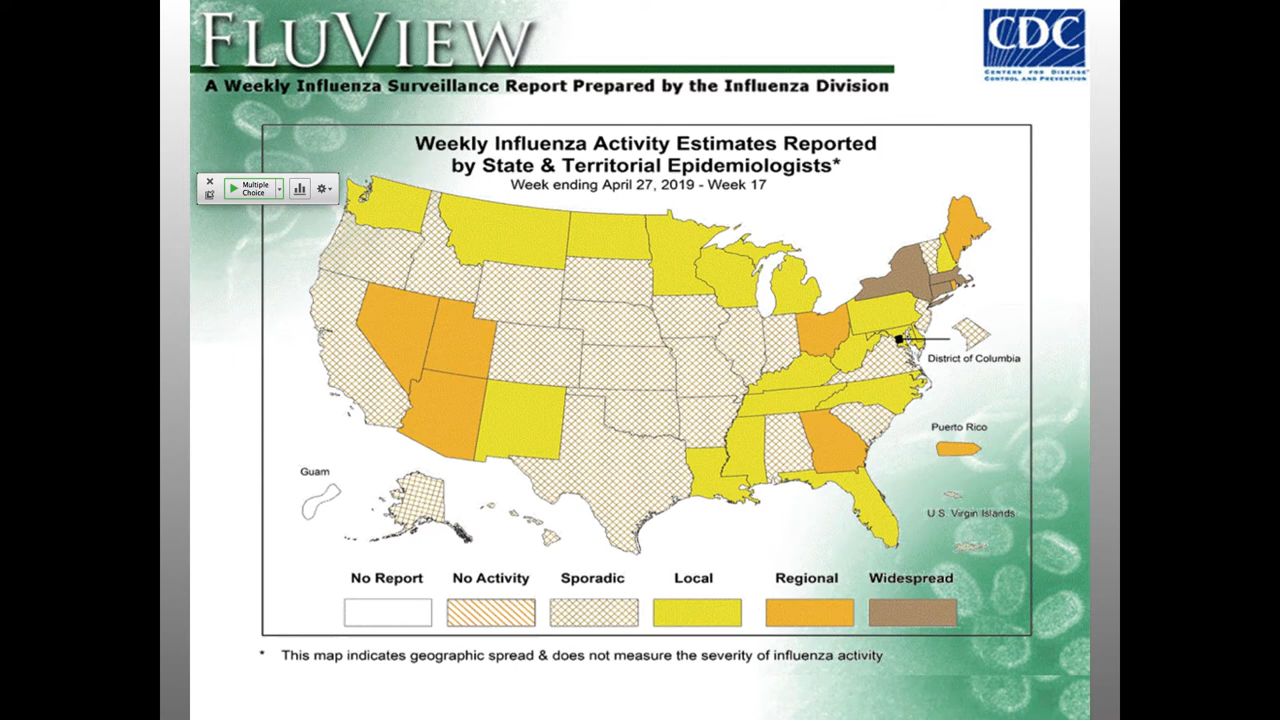 FLUVIEW
CDC
CENTERS FOR DISEASE
CONTROL AND PREVENTION
A Weekly Influenza Surveillance Report Prepared by the Influenza Division
Weekly Influenza Activity Estimates Reported
by State & Territorial Epidemiologists*
Week ending April 27, 2019 - Week 17
Multiple
Choice
District of Columbia
Puerto Rico
Guam
U.S. Virgin Islands
No Report No Activity Sporadic Local Regional Widespread
* This map indicates geographic spread & does not measure the severity of influenza activity